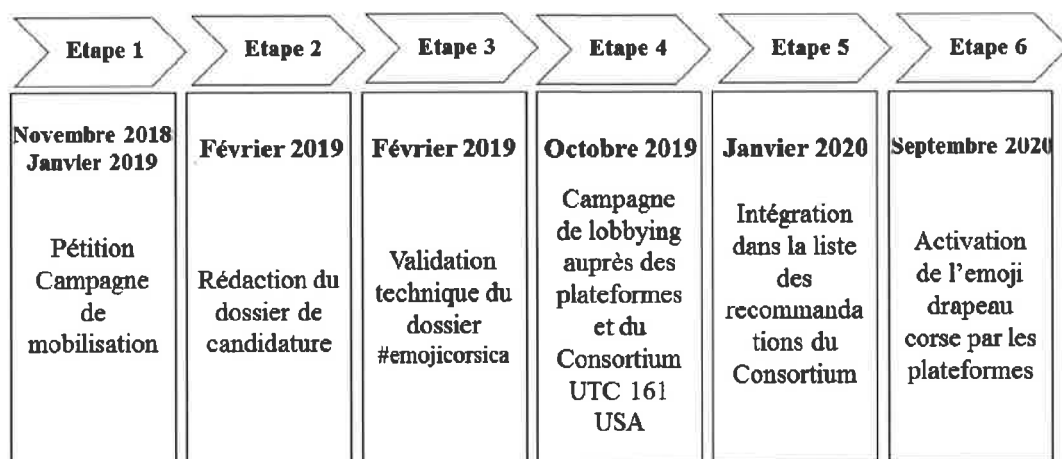 Etape 1
Etape 2
Etape 3
Etape 4
Etape 5
Etape 6
Novembre 2018
Janvier 2019
Pétition
Campagne
de
mobilisation
Février 2019
Rédaction du
dossier de
candidature
Février 2019
Validation
technique du
dossier
#emojicorsica
Octobre 2019
Campagne
de lobbying
auprès des
plateformes
et du
Consortium
UTC 161
USA
Janvier 2020
Intégration
dans la liste
des
recommanda
tions du
Consortium
Septembre 2020
Activation
de l'emoji
drapeau
corse par les
plateformes